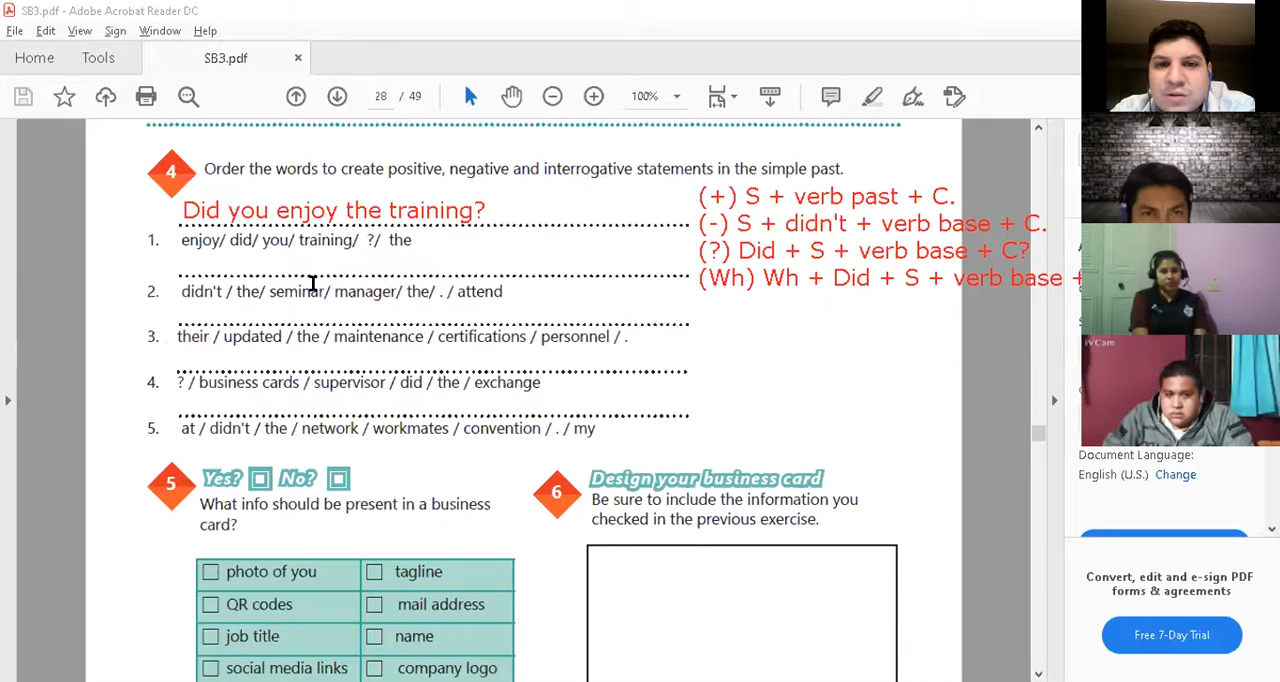 SB3.pdf - Adobe Acrobat Reader DC
File Edit View Sign Window Help
Home Tools SB3.pdf ×
28 / 49 100%
4 Order the words to create positive, negative and interrogative statements in the simple past.
Did you enjoy the training?
1. enjoy/ did/ you/ training/ ?/ the
2. didn't / the/ seminar/ manager/ the/ . / attend
3. their / updated / the / maintenance / certifications / personnel / .
4. ? / business cards / supervisor / did / the / exchange
5. at / didn't / the / network / workmates / convention / . / my
(+) S + verb past + C.
(-) S + didn't + verb base + C.
(?) Did + S + verb base + C?
(Wh) Wh + Did + S + verb base +
5 Yes? No?
What info should be present in a business
card?
photo of you tagline
QR codes mail address
job title name
social media links company logo
6 Design your business card
Be sure to include the information you
checked in the previous exercise.
iVCam
Document Language:
English (U.S.) Change
Convert, edit and e-sign PDF
forms & agreements
Free 7-Day Trial